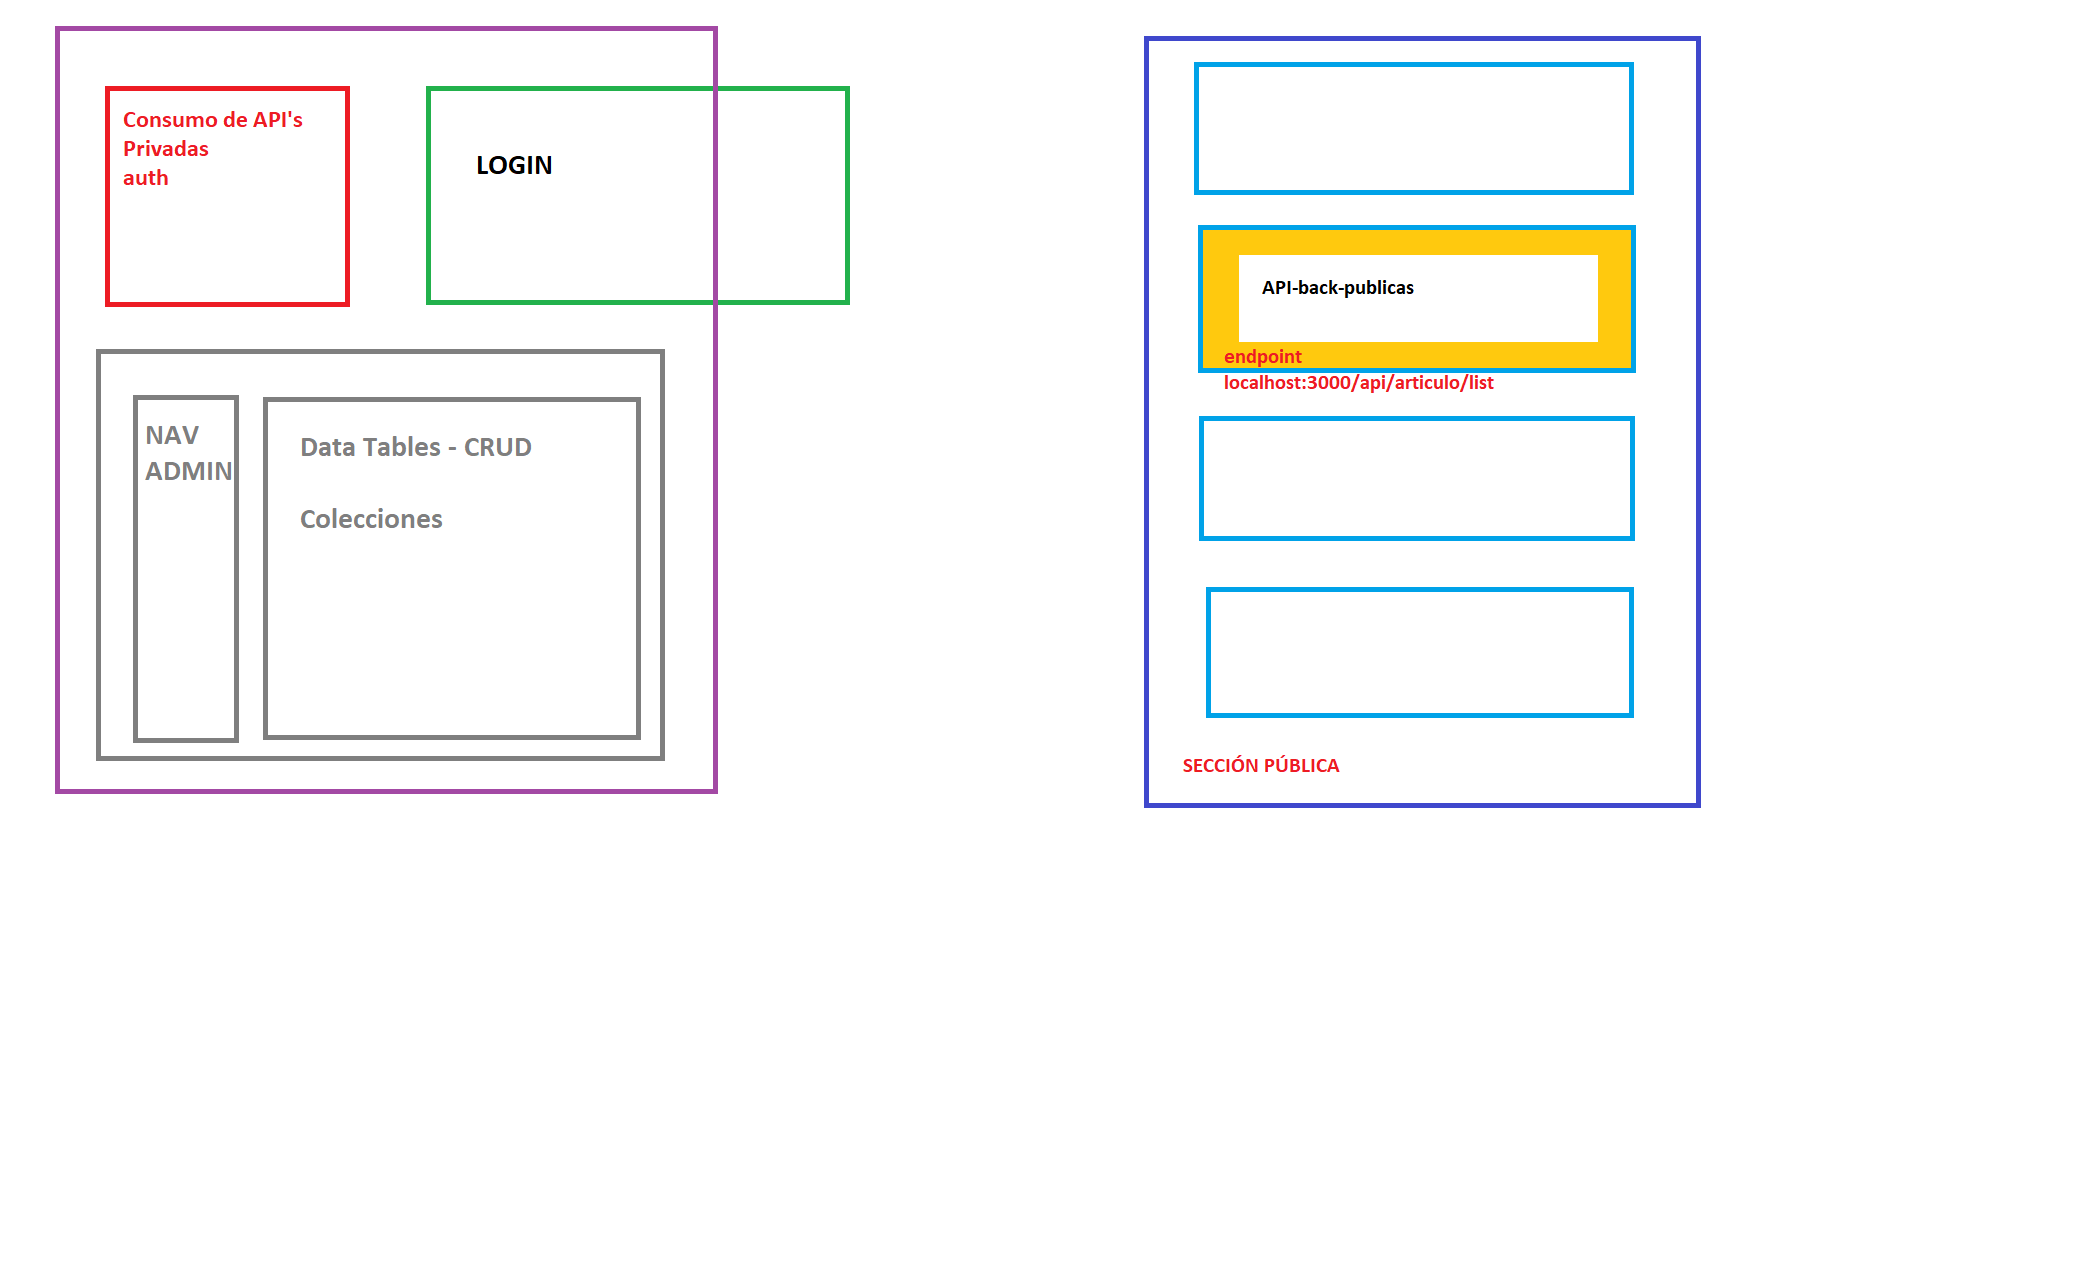 Consumo de API's
Privadas
auth
LOGIN
NAV
ADMIN
Data Tables - CRUD
Colecciones
API-back-publicas
endpoint
localhost:3000/api/articulo/list
SECCIÓN PÚBLICA